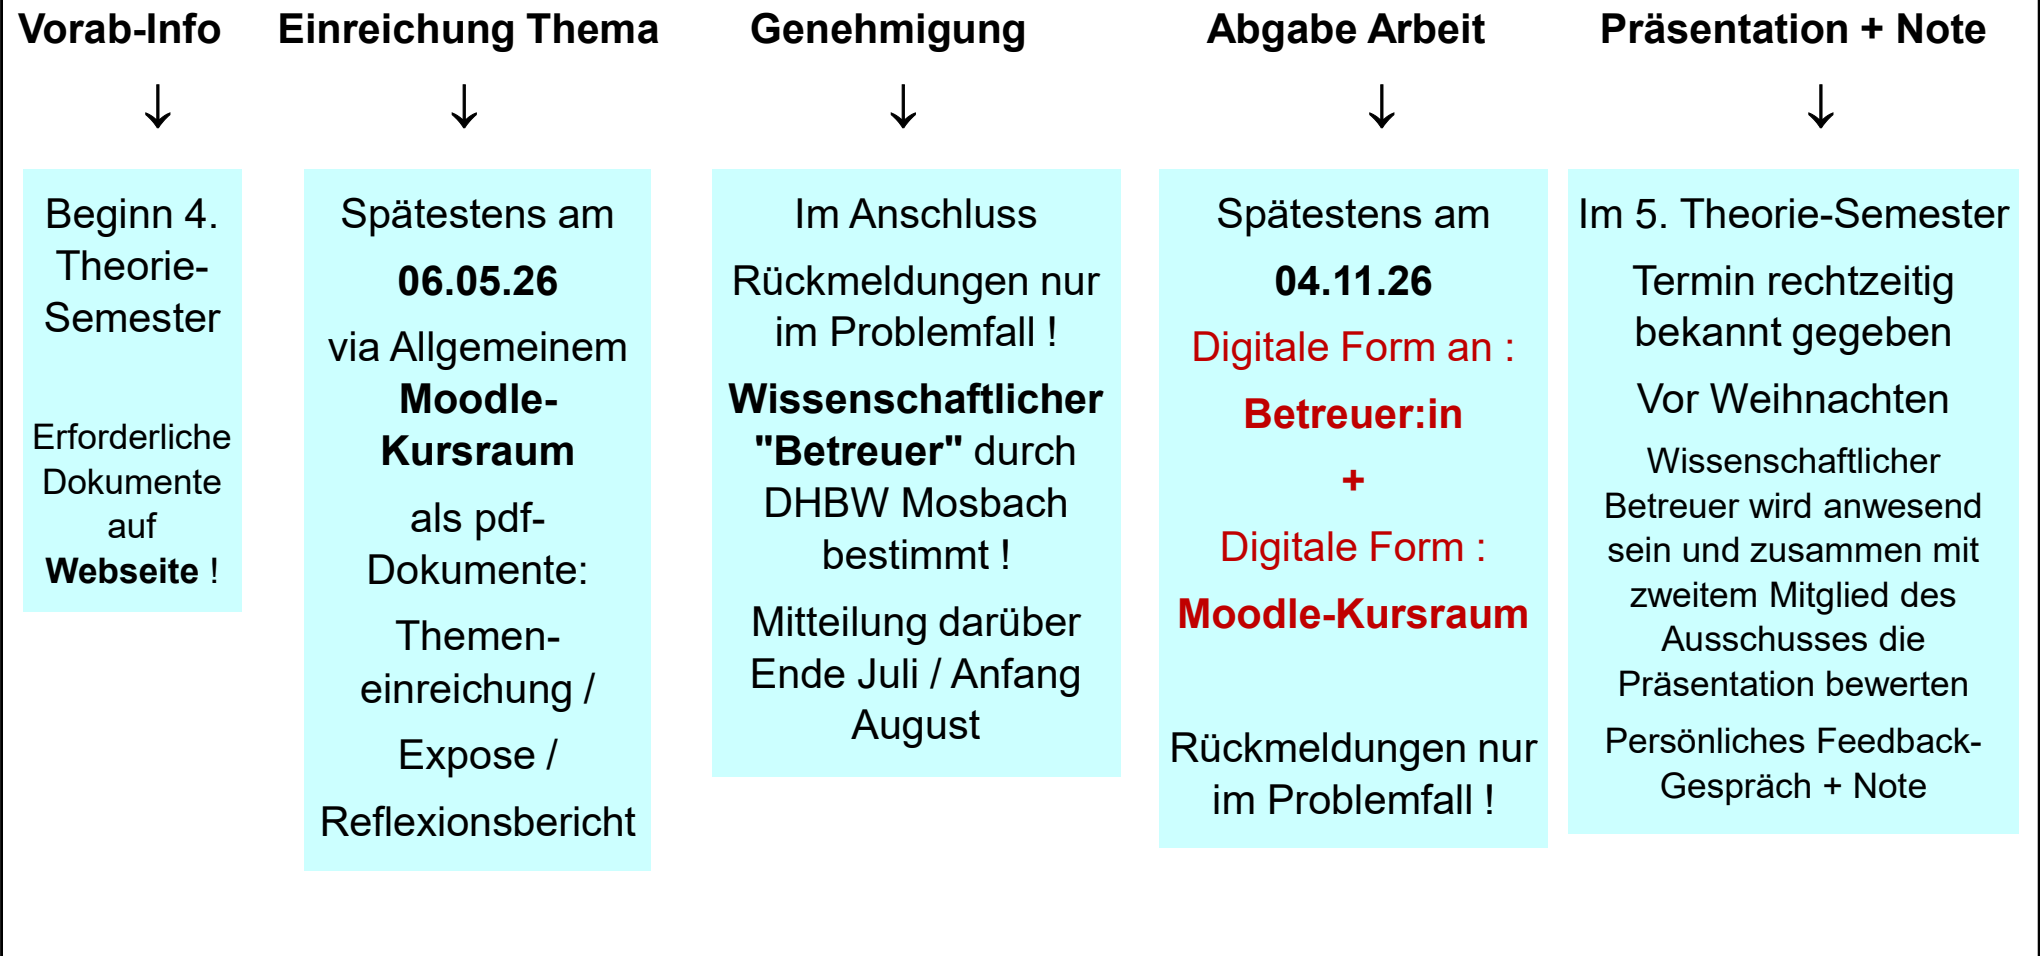 Vorab-Info
↓
Beginn 4.
Theorie-
Semester
Erforderliche
Dokumente
auf
Webseite !
Einreichung Thema
↓
Spätestens am
06.05.26
via Allgemeinem
Moodle-
Kursraum
als pdf-
Dokumente:
Themen-
einreichung /
Expose /
Reflexionsbericht
Genehmigung
↓
Im Anschluss
Rückmeldungen nur
im Problemfall !
Wissenschaftlicher
"Betreuer" durch
DHBW Mosbach
bestimmt !
Mitteilung darüber
Ende Juli / Anfang
August
Abgabe Arbeit
↓
Spätestens am
04.11.26
Digitale Form an :
Betreuer:in
+
Digitale Form :
Moodle-Kursraum
Rückmeldungen nur
im Problemfall !
Präsentation + Note
↓
Im 5. Theorie-Semester
Termin rechtzeitig
bekannt gegeben
Vor Weihnachten
Wissenschaftlicher
Betreuer wird anwesend
sein und zusammen mit
zweitem Mitglied des
Ausschusses die
Präsentation bewerten
Persönliches Feedback-
Gespräch + Note